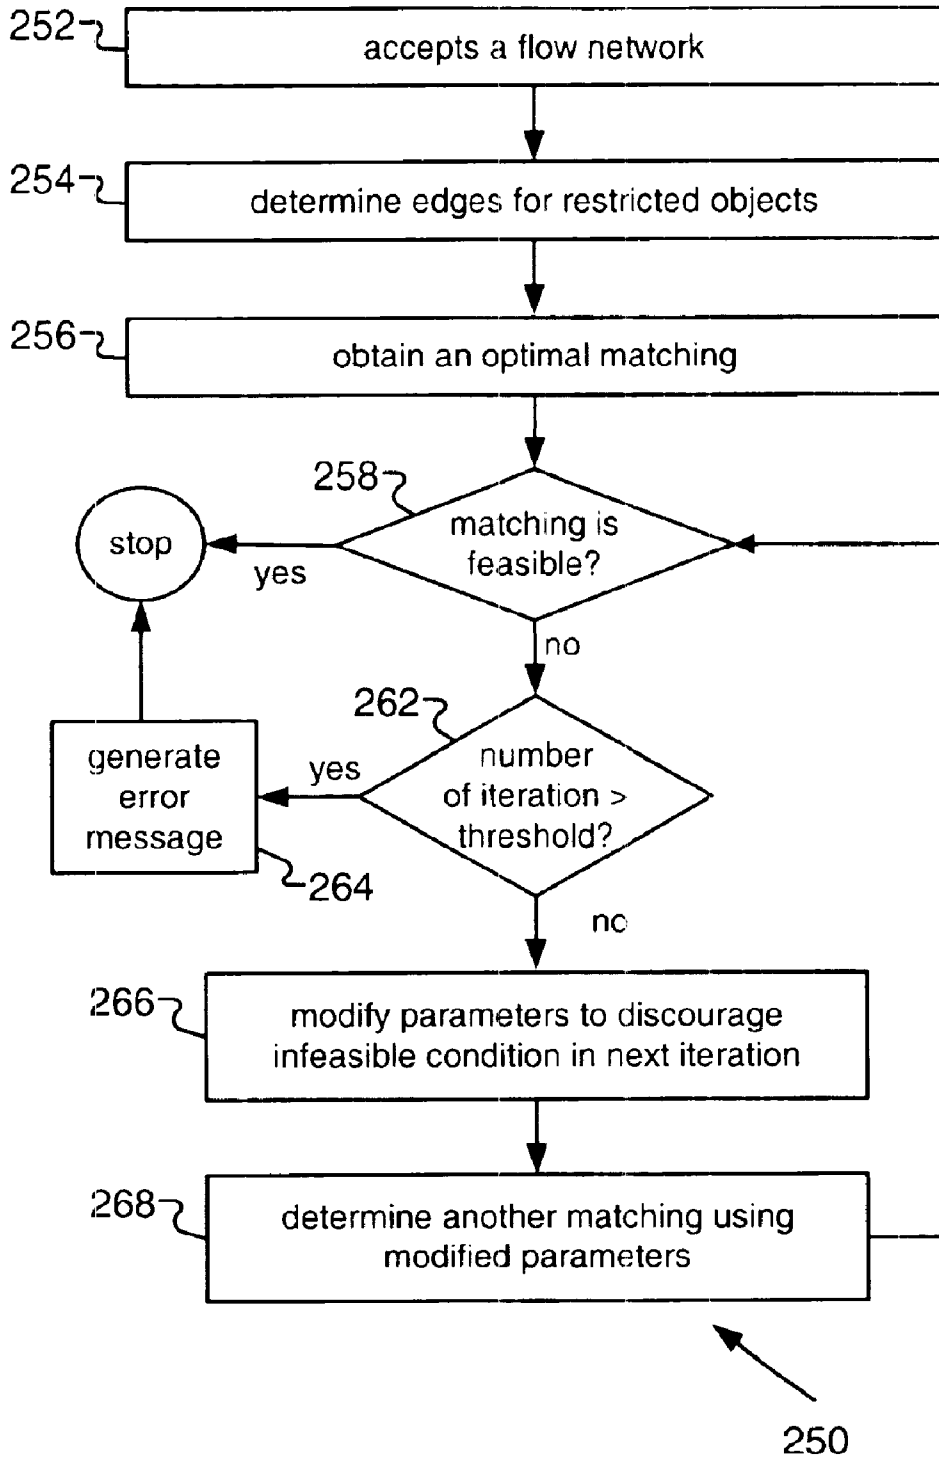 252
accepts a flow network
254
determine edges for restricted objects
256
obtain an optimal matching
258
matching is
feasible?
stop
yes
no
262
number
of iteration >
threshold?
yes
generate
error
message
264
no
266
modify parameters to discourage
infeasible condition in next iteration
268
determine another matching using
modified parameters
250